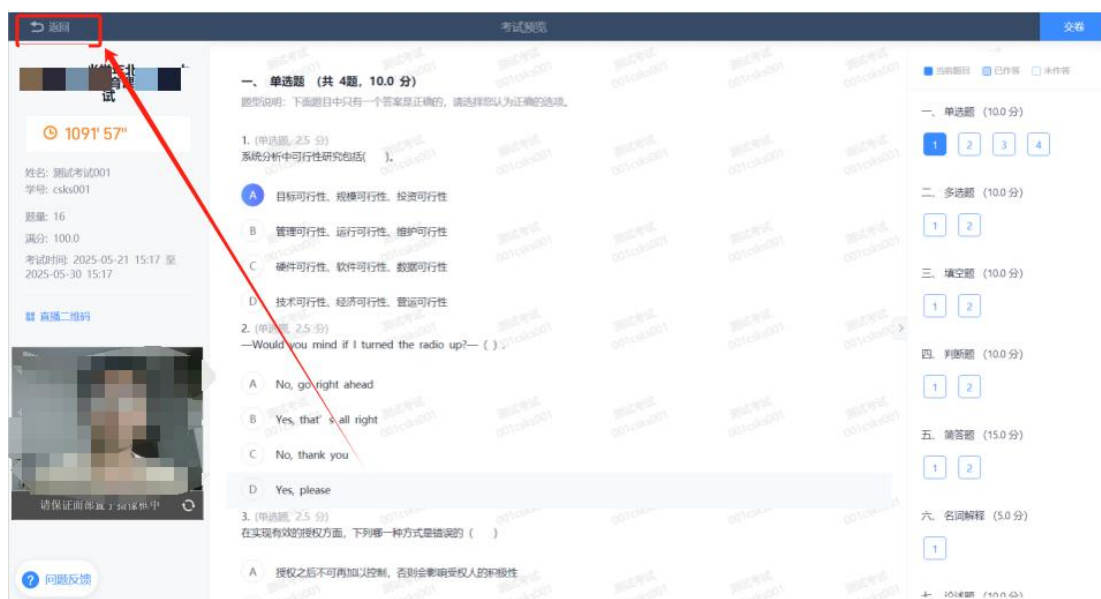 返回
考试预览
交卷
试
1091'57"
姓名: 测试考试001
学号: csks001
题量: 16
满分: 100.0
考试时间: 2025-05-21 15:17 至
2025-05-30 15:17
直播二维码
问题反馈
一、单选题 (共 4题, 10.0 分)
题型说明: 下面题目中只有一个答案是正确的, 请选择您认为正确的选项。
1. (单选题, 2.5 分)
系统分析中可行性研究包括( )。
A 目标可行性、规模可行性、投资可行性
B 管理可行性、运行可行性、维护可行性
C 硬件可行性、软件可行性、数据可行性
D 技术可行性、经济可行性、营运可行性
2. (单选题, 2.5 分)
—Would you mind if I turned the radio up?— ( ) .
A No, go right ahead
B Yes, that's all right
C No, thank you
D Yes, please
3. (单选题, 2.5 分)
在实现有效的授权方面, 下列哪一种方式是错误的 ( )
A 授权之后不可再加以控制, 否则会影响受权人的积极性
当前题目 已作答 未作答
一、单选题 (10.0 分)
1 2 3 4
二、多选题 (10.0 分)
1 2
三、填空题 (10.0 分)
1 2
四、判断题 (10.0 分)
1 2
五、简答题 (15.0 分)
1 2
六、名词解释 (5.0 分)
1
测试考试
001csks001